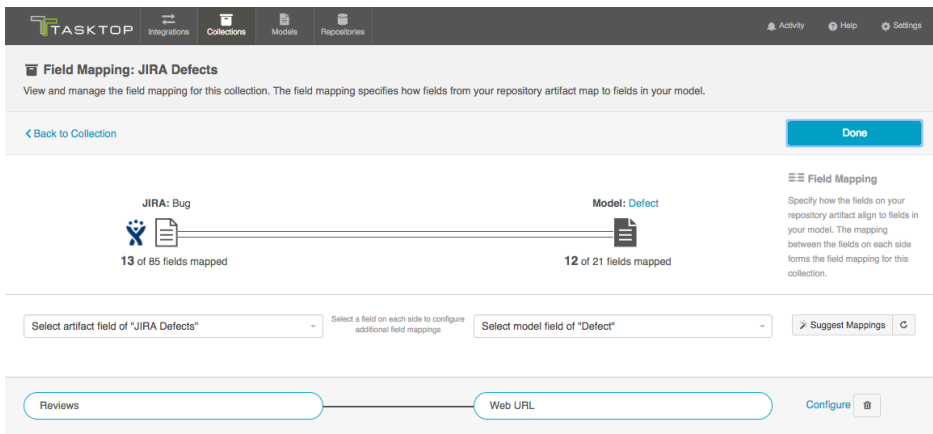 TASKTOP
Integrations
Collections
Models
Repositories
Activity
Help
Settings
Field Mapping: JIRA Defects
View and manage the field mapping for this collection. The field mapping specifies how fields from your repository artifact map to fields in your model.
Back to Collection
Done
Field Mapping
Specify how the fields on your
repository artifact align to fields in
your model. The mapping
between the fields on each side
forms the field mapping for this
collection.
JIRA: Bug
Model: Defect
13 of 85 fields mapped
12 of 21 fields mapped
Select artifact field of "JIRA Defects"
Select a field on each side to configure
additional field mappings
Select model field of "Defect"
Suggest Mappings
Reviews
Web URL
Configure